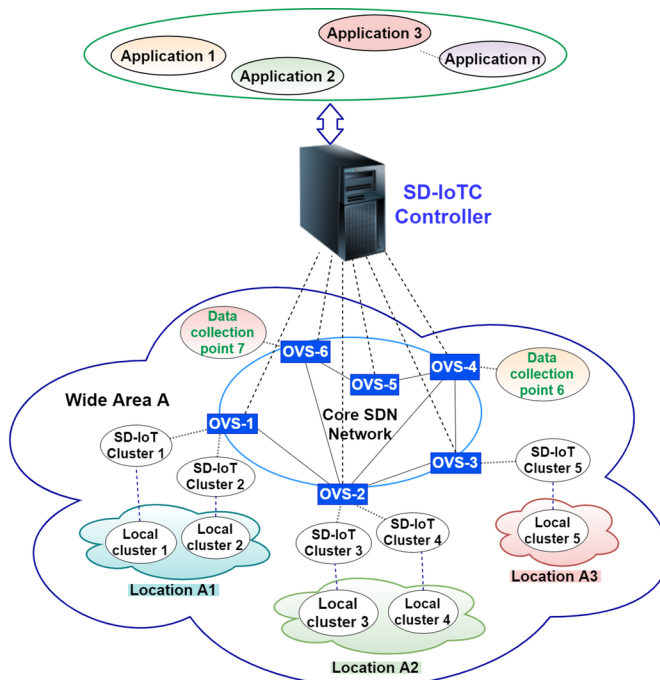 Application 1
Application 2
Application 3
Application n
SD-IoTC
Controller
Data
collection
point 7
OVS-6
OVS-5
OVS-4
Data
collection
point 6
Wide Area A
OVS-1
Core SDN
Network
OVS-3
OVS-2
SD-IoT
Cluster 1
SD-IoT
Cluster 2
SD-IoT
Cluster 3
SD-IoT
Cluster 4
SD-IoT
Cluster 5
Local
cluster 1
Local
cluster 2
Local
cluster 3
Local
cluster 4
Local
cluster 5
Location A1
Location A2
Location A3